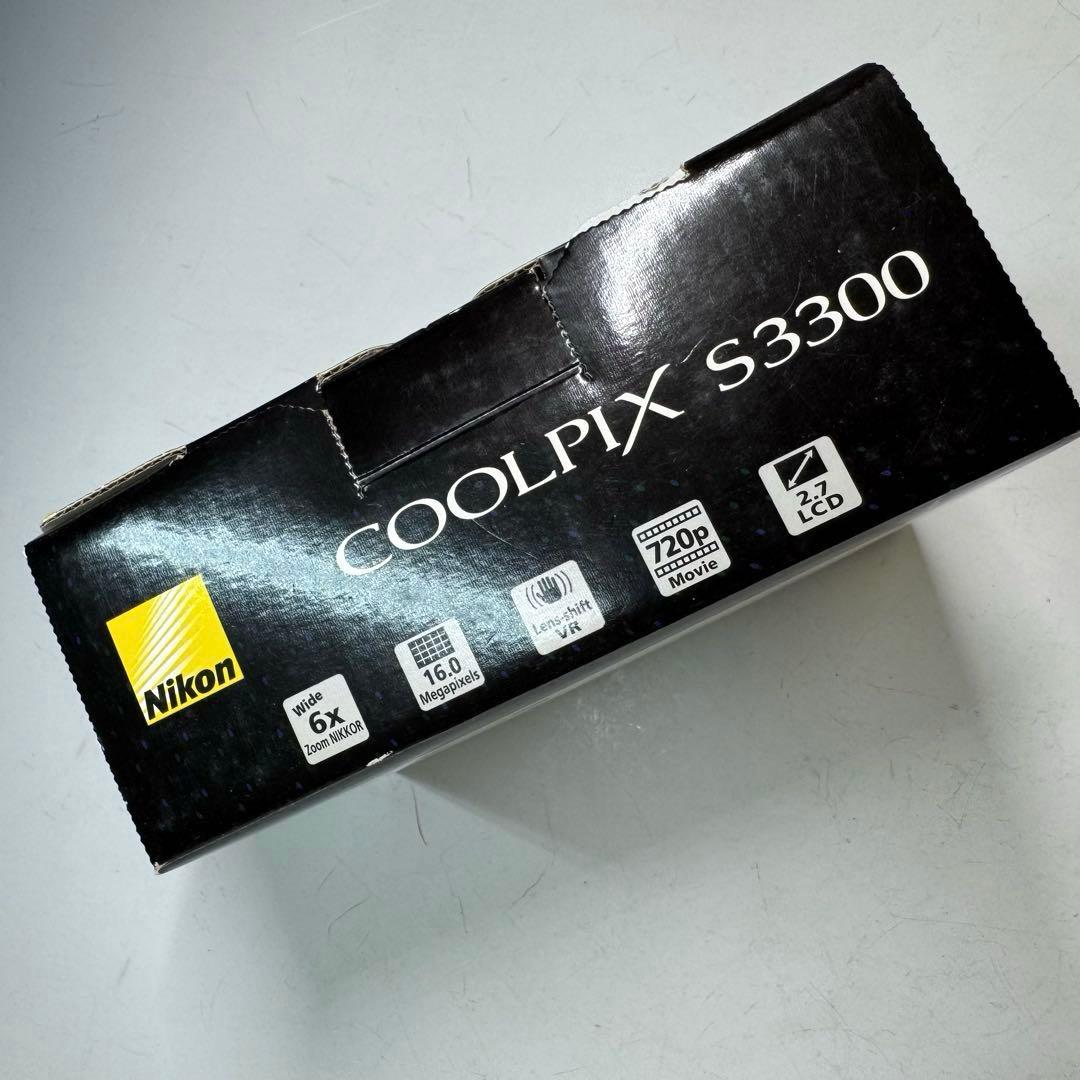 COOLPIX S3300
Nikon
Wide
6x
Zoom NIKKOR
16.0
Megapixels
Lens-shift
VR
720p
Movie
2.7
LCD